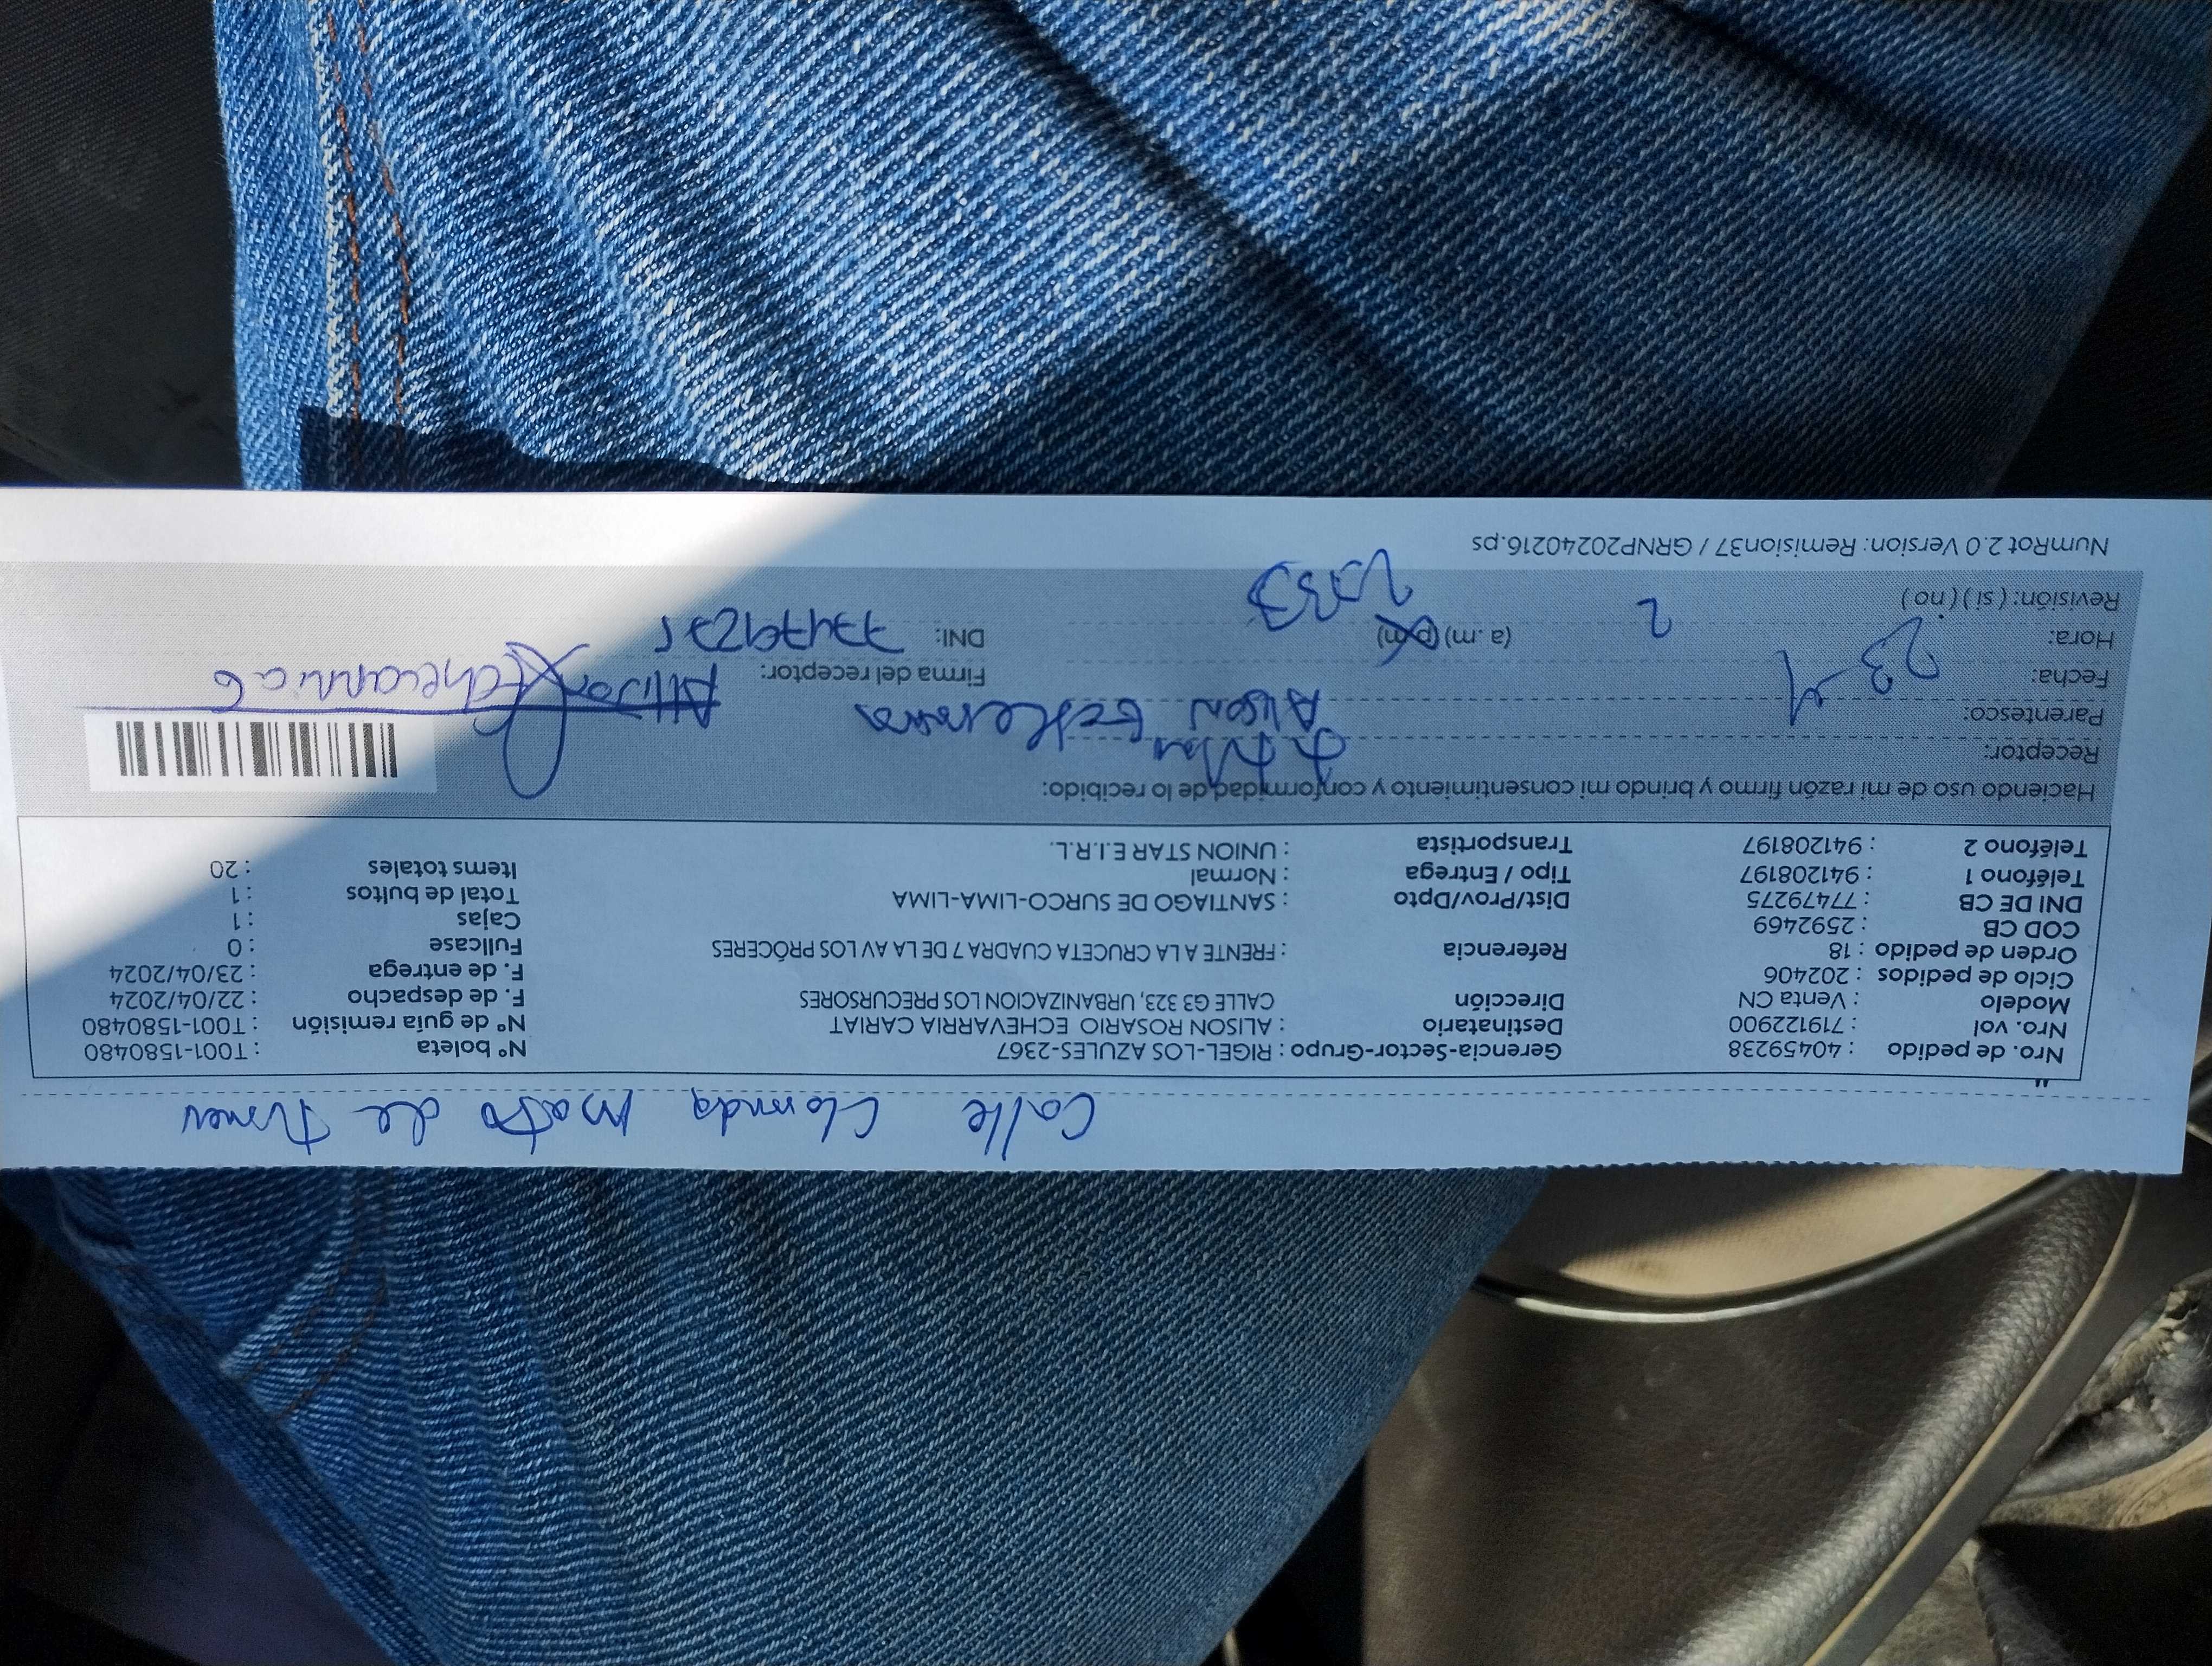 Calle Clorinda Matto de Turner
Nro. de pedido : 40459238 Gerencia-Sector-Grupo : RIGEL-LOS AZULES-2367 Nº boleta : T001-1580480
Nro. vol : 719122900 Destinatario : ALISON ROSARIO ECHEVARRIA CARIAT Nº de guía remisión : T001-1580480
Modelo : Venta CN Dirección CALLE G3 323, URBANIZACION LOS PRECURSORES F. de despacho : 22/04/2024
Ciclo de pedidos : 202406 F. de entrega : 23/04/2024
Orden de pedido : 18 Referencia : FRENTE A LA CRUCETA CUADRA 7 DE LA AV LOS PRÓCERES Fullcase : 0
COD CB : 2592469 Cajas : 1
DNI DE CB : 77479275 Dist/Prov/Dpto : SANTIAGO DE SURCO-LIMA-LIMA Total de bultos : 1
Teléfono 1 : 941208197 Tipo / Entrega : Normal Items totales : 20
Teléfono 2 : 941208197 Transportista : UNION STAR E.I.R.L.
Haciendo uso de mi razón firmo y brindo mi consentimiento y conformidad de lo recibido:
Receptor:
Parentesco: Alison
Fecha: 23-4 Firma del receptor: Allison Echevarria C
Hora: (a.m) (p.m) DNI: 77479275
Revisión: ( si ) ( no )
NumRot 2.0 Version: Remision37 / GRNP20240216.ps